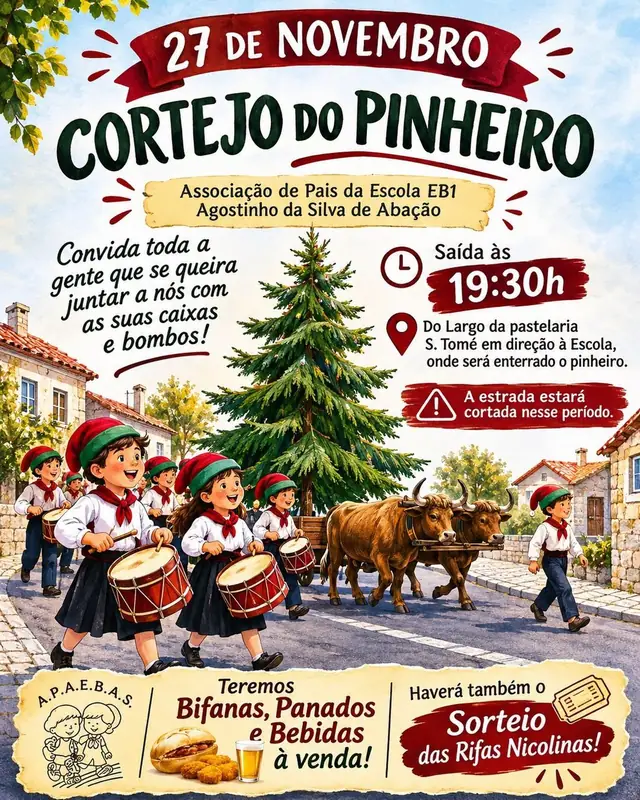 27 DE NOVEMBRO
CORTEJO DO PINHEIRO
Associação de Pais da Escola EB1
Agostinho da Silva de Abação
Convida toda a
gente que se queira
juntar a nós com
as suas caixas
e bombos!
Saída às
19:30h
Do Largo da pastelaria
S. Tomé em direção à Escola,
onde será enterrado o pinheiro.
A estrada estará
cortada nesse período.
A.P.A.E.B.A.S.
Teremos
Bifanas, Panados
e Bebidas
à venda!
Haverá também o
Sorteio
das Rifas Nicolinas!